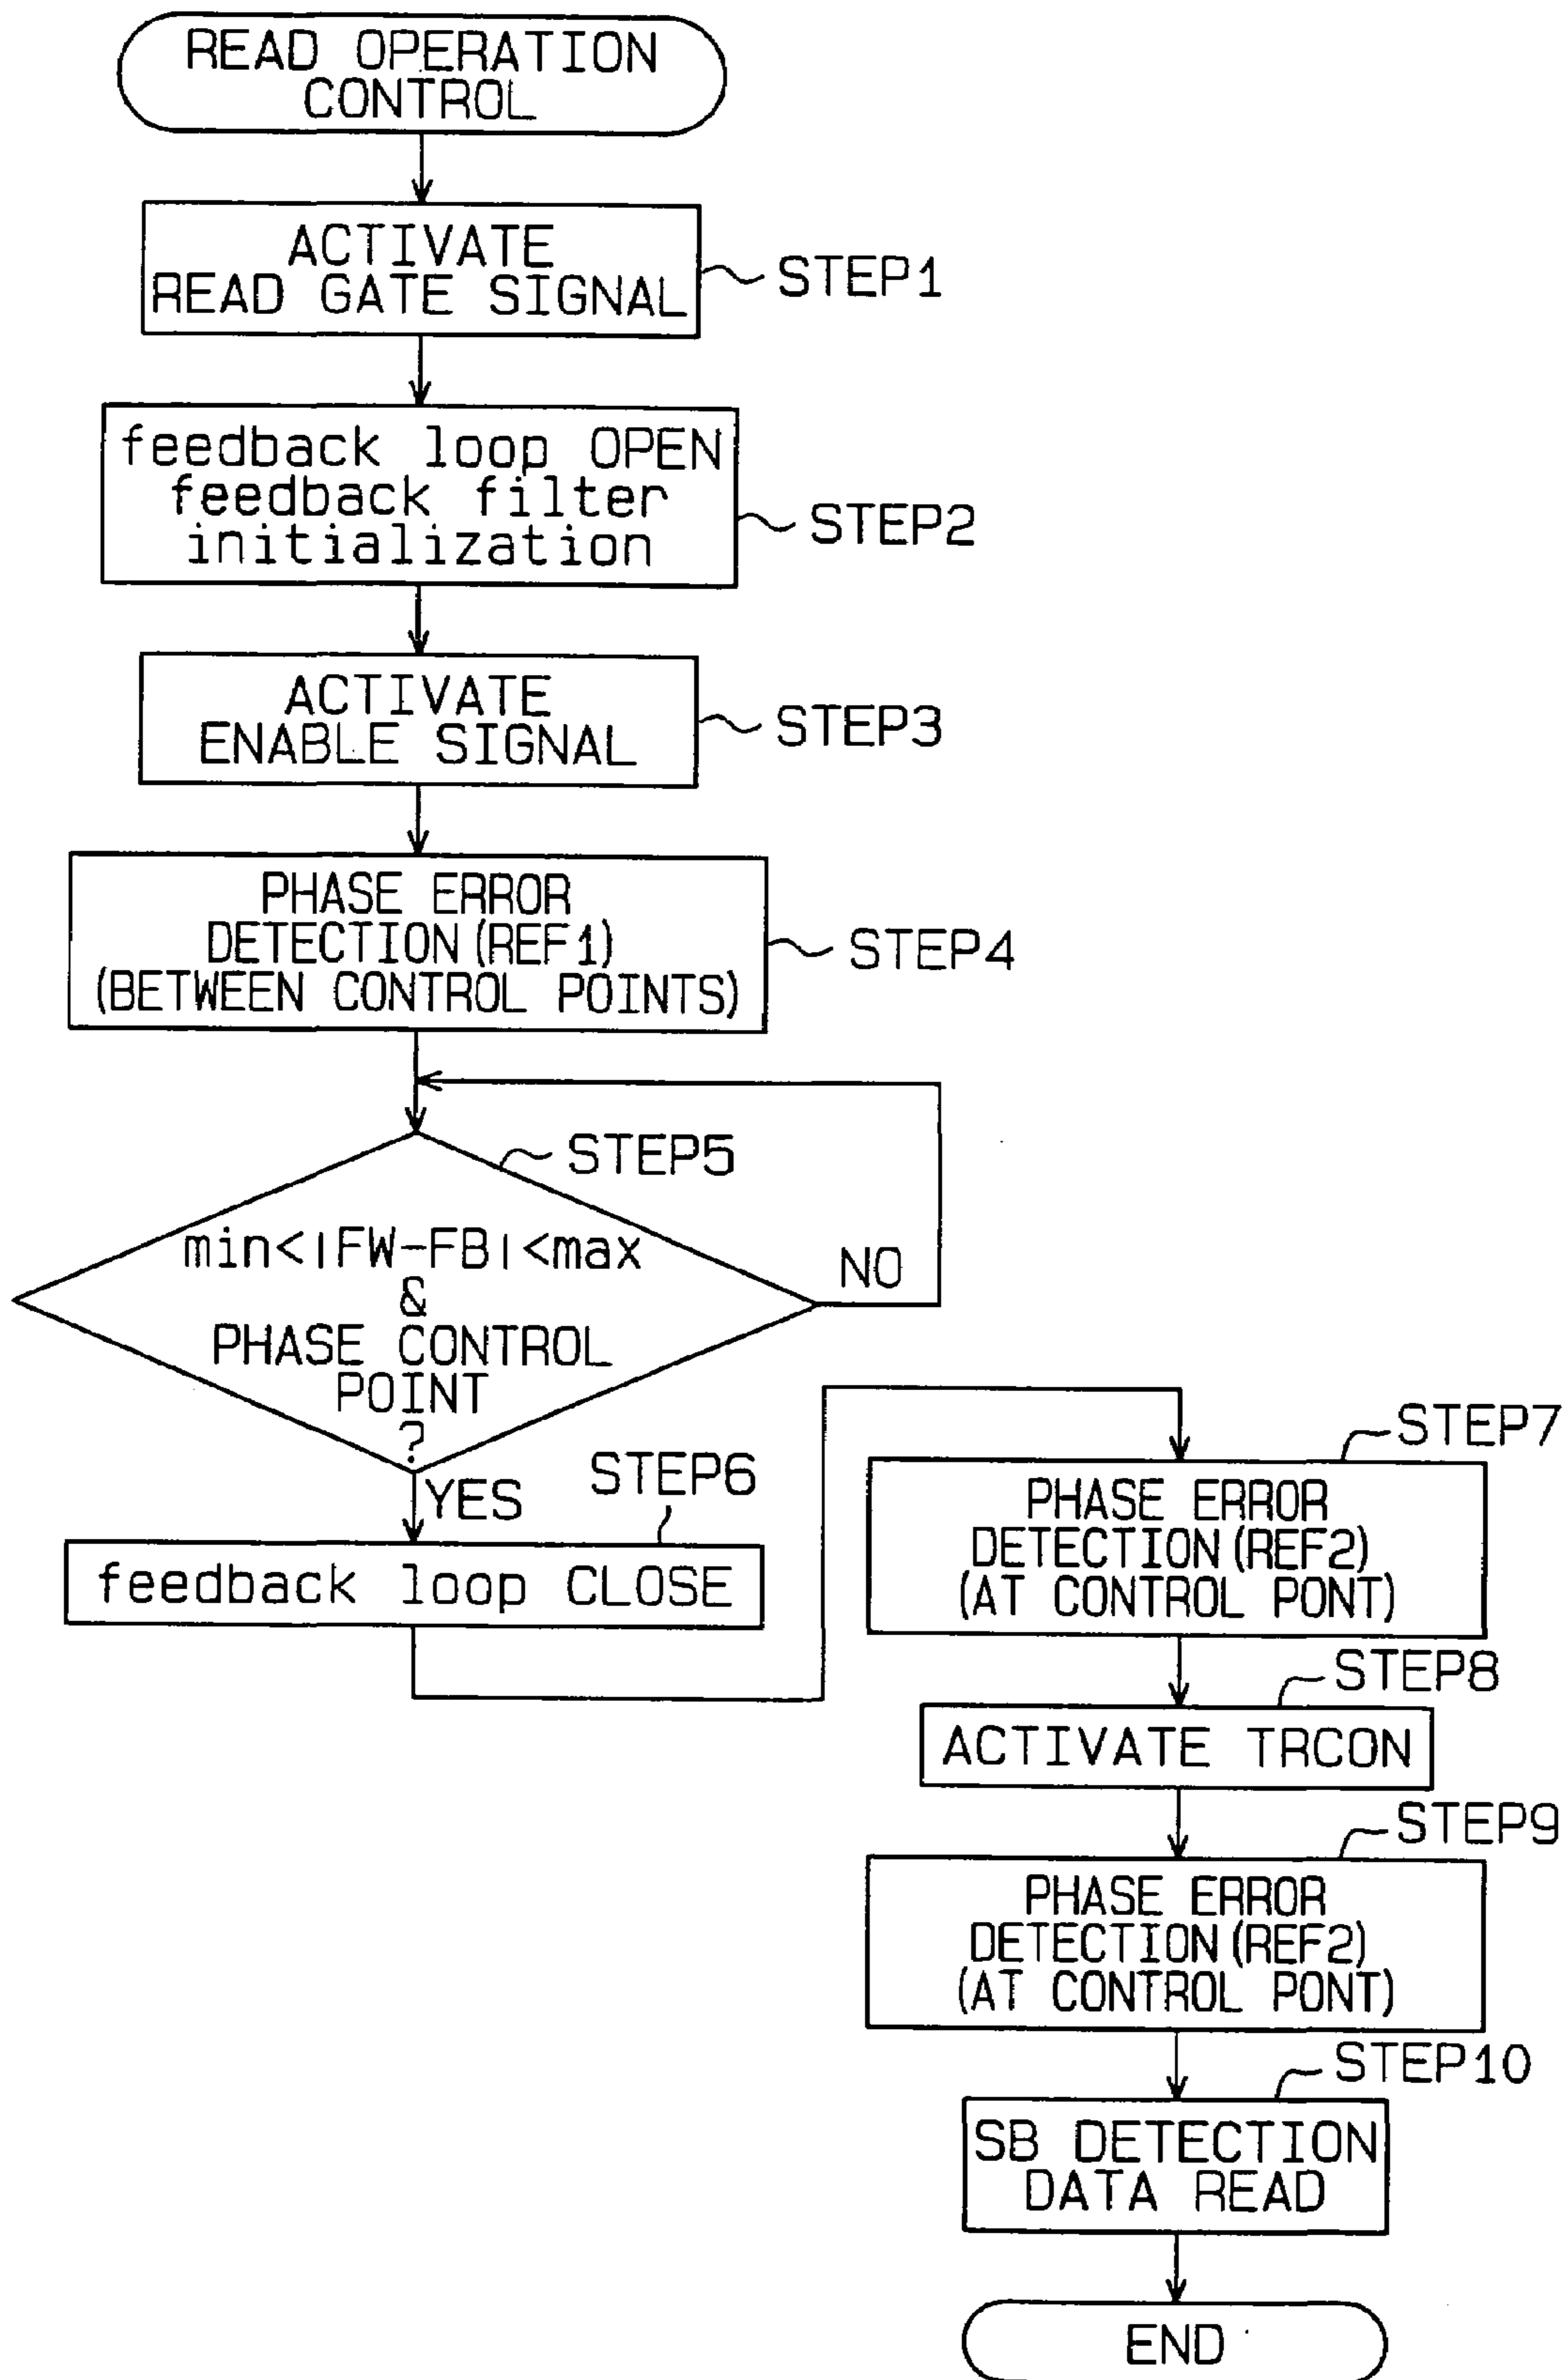 READ OPERATION
CONTROL
ACTIVATE
READ GATE SIGNAL
STEP1
feedback loop OPEN
feedback filter
initialization
STEP2
ACTIVATE
ENABLE SIGNAL
STEP3
PHASE ERROR
DETECTION(REF1)
(BETWEEN CONTROL POINTS)
STEP4
STEP5
min<|FW-FB|<max
&
PHASE CONTROL
POINT
?
NO
YES
STEP6
feedback loop CLOSE
STEP7
PHASE ERROR
DETECTION(REF2)
(AT CONTROL PONT)
STEP8
ACTIVATE TRCON
STEP9
PHASE ERROR
DETECTION(REF2)
(AT CONTROL PONT)
STEP10
SB DETECTION
DATA READ
END